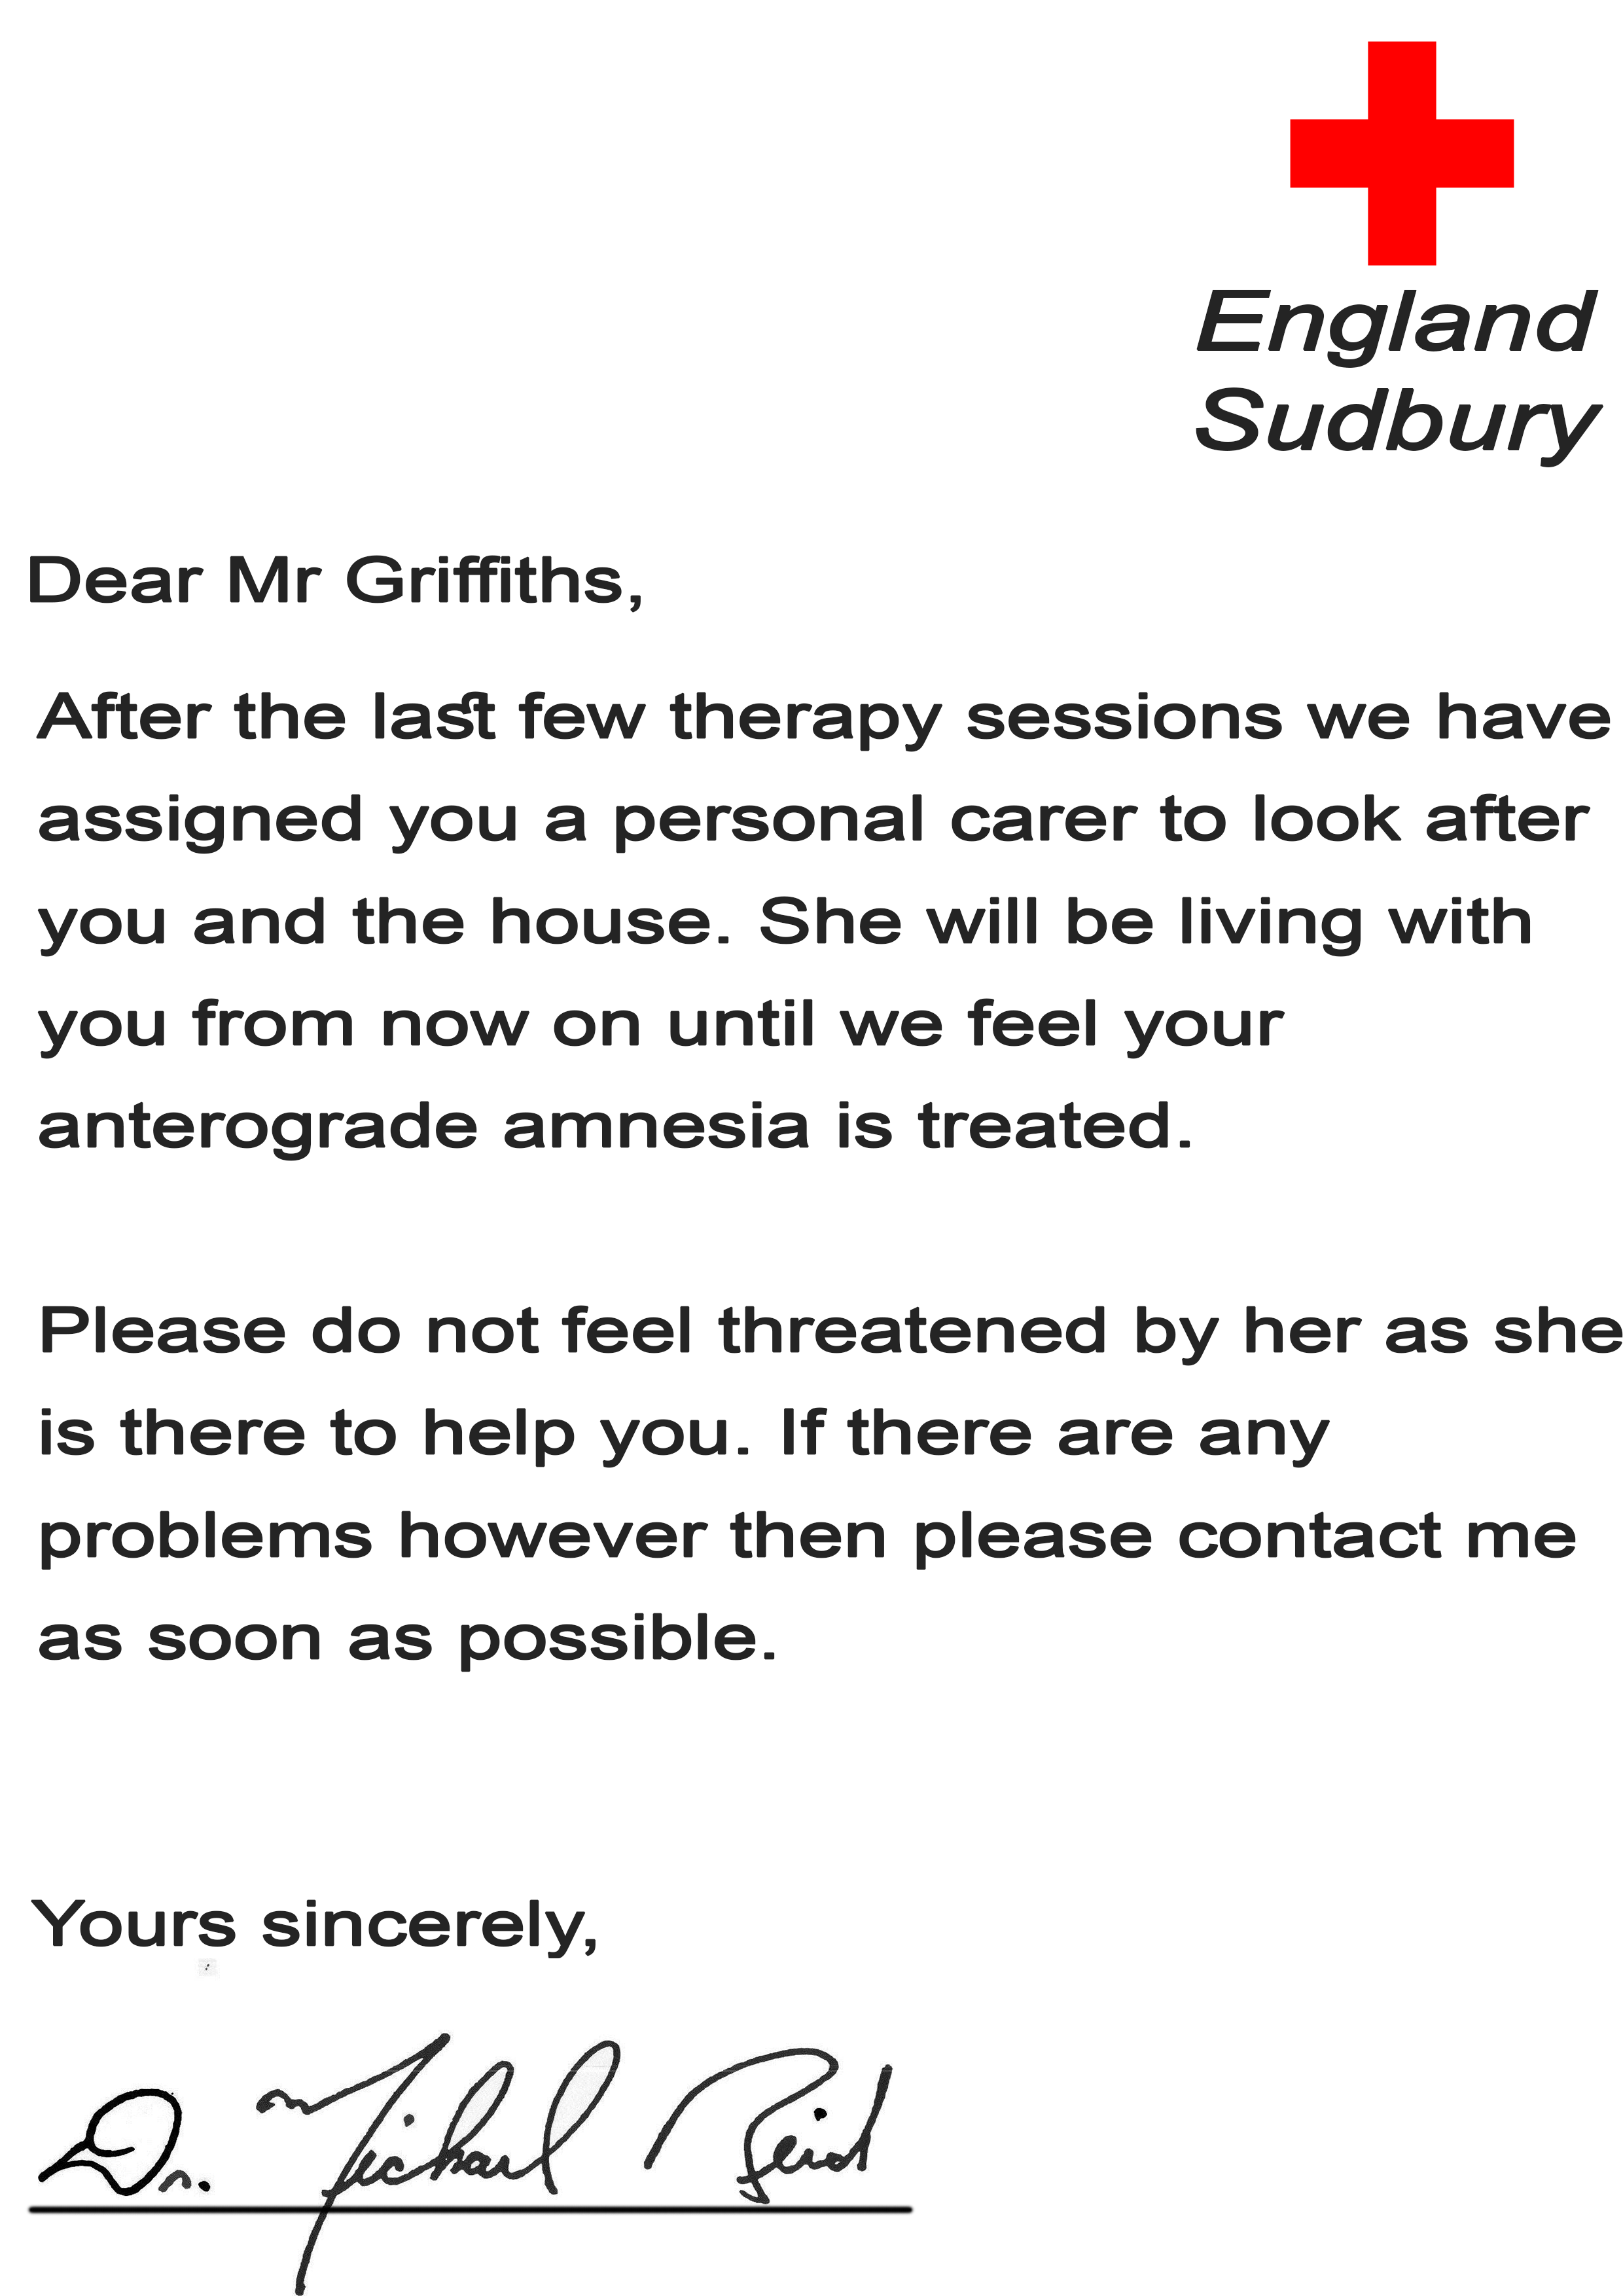 England
Sudbury
Dear Mr Griffiths,
After the last few therapy sessions we have
assigned you a personal carer to look after
you and the house. She will be living with
you from now on until we feel your
anterograde amnesia is treated.
Please do not feel threatened by her as she
is there to help you. If there are any
problems however then please contact me
as soon as possible.
Yours sincerely,
Dr. Michael Reid